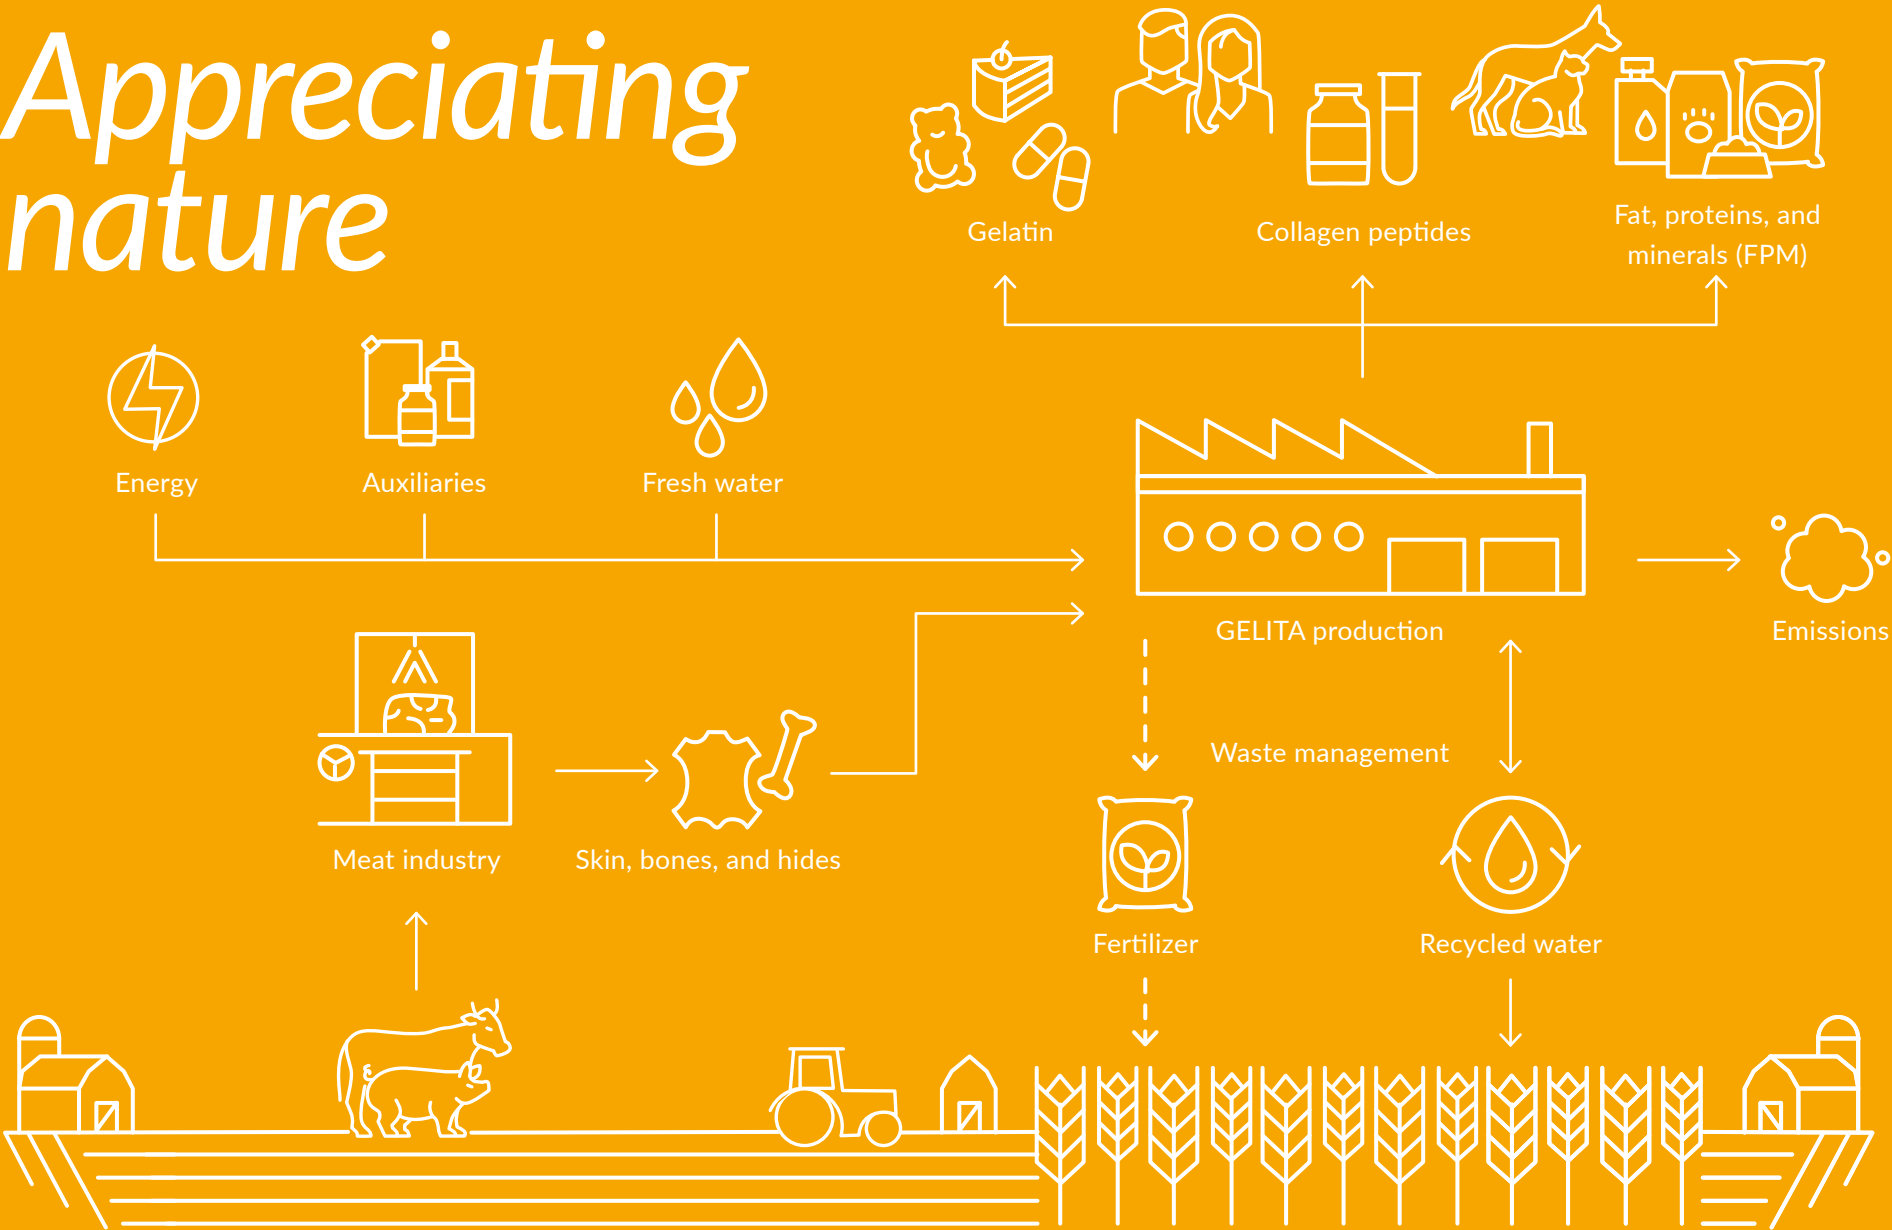 Appreciating
nature
Gelatin
Collagen peptides
Fat, proteins, and
minerals (FPM)
Energy
Auxiliaries
Fresh water
GELITA production
Emissions
Waste management
Meat industry
Skin, bones, and hides
Fertilizer
Recycled water